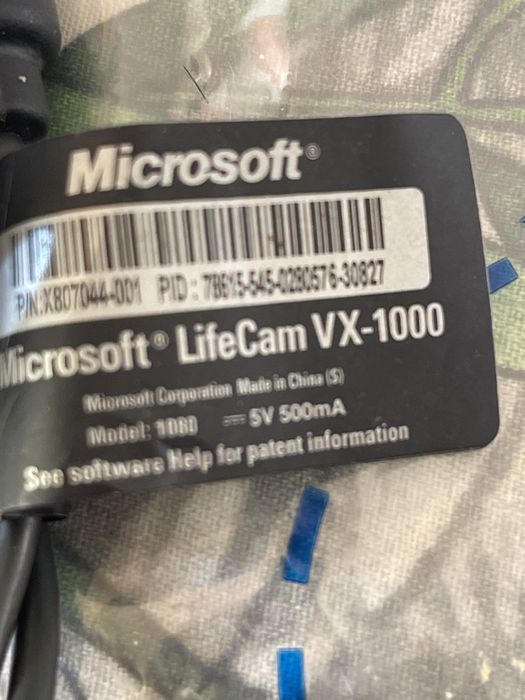 Microsoft®
P/N:X807044-001 PID: 78615-545-0280576-30827
Microsoft® LifeCam VX-1000
Microsoft Corporation Made in China (S)
Model: 1080 5V 500mA
See software Help for patent information